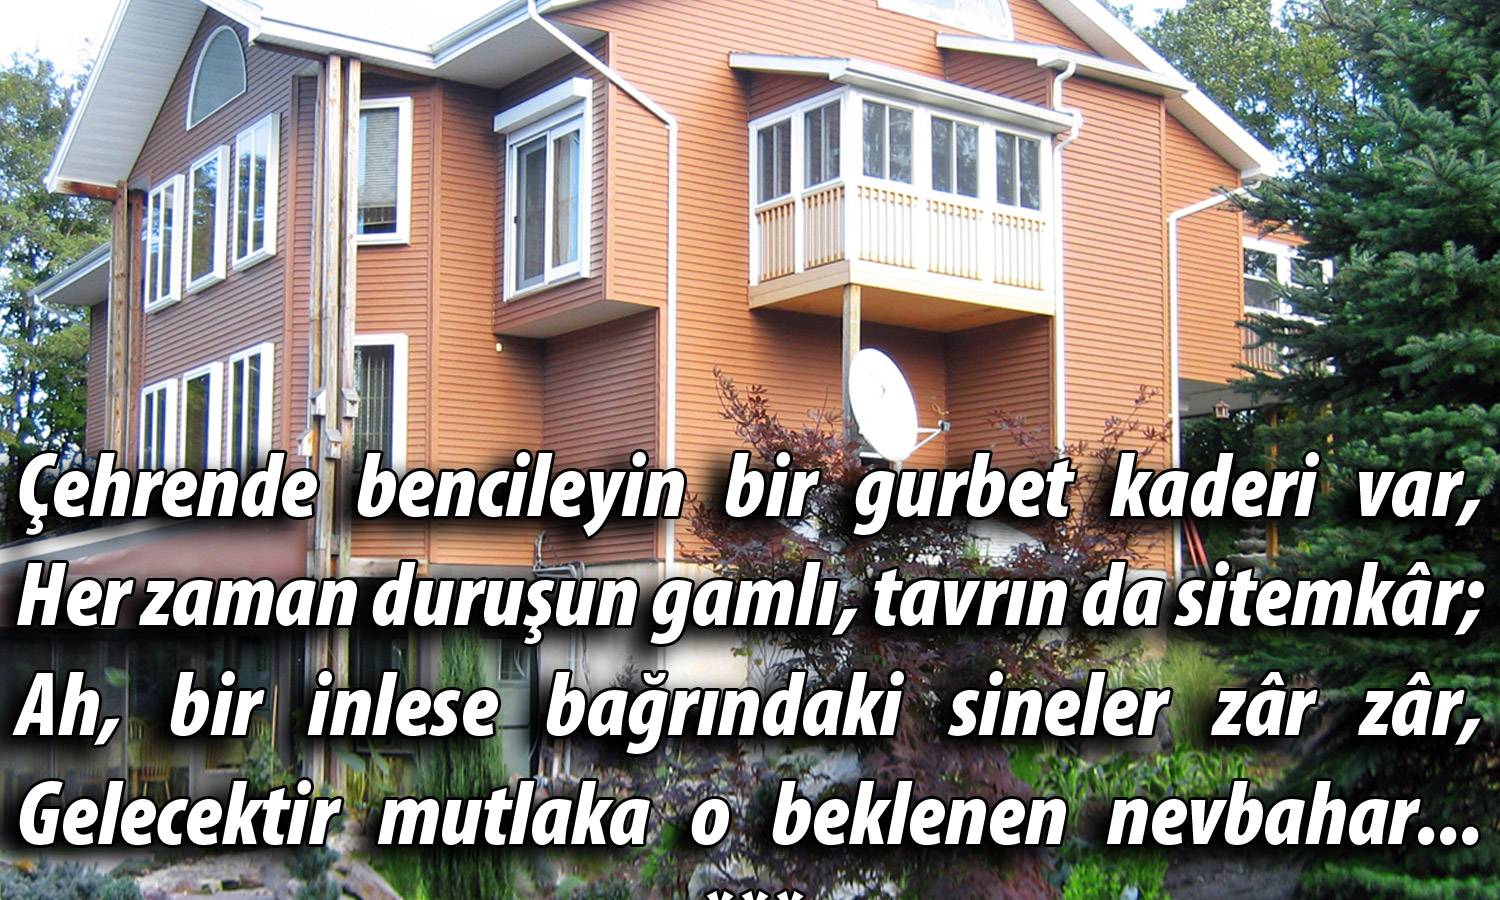 Çehrende bencileyin bir gurbet kaderi var,
Her zaman duruşun gamlı, tavrın da sitemkâr;
Ah, bir inlese bağrındaki sineler zâr zâr,
Gelecektir mutlaka o beklenen nevbahar...
***